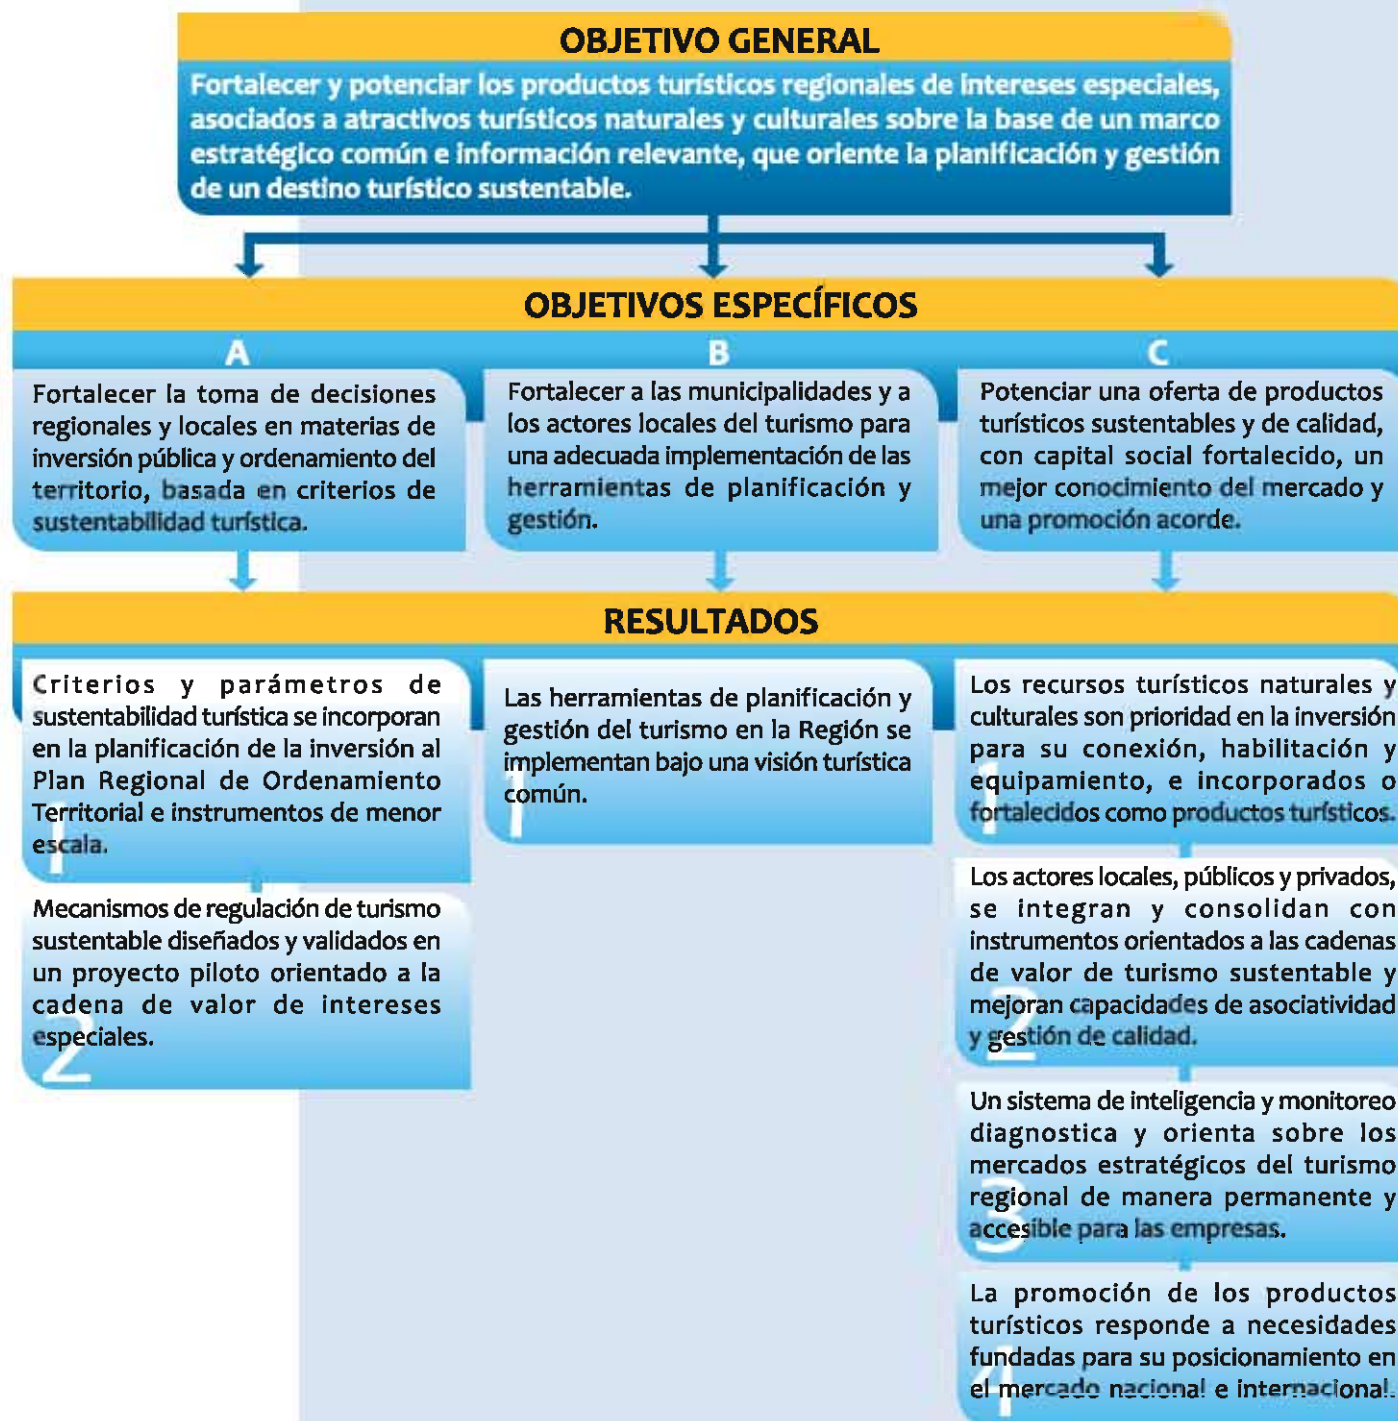 OBJETIVO GENERAL
Fortalecer y potenciar los productos turísticos regionales de intereses especiales,
asociados a atractivos turísticos naturales y culturales sobre la base de un marco
estratégico común e información relevante, que oriente la planificación y gestión
de un destino turístico sustentable.
OBJETIVOS ESPECÍFICOS
A
Fortalecer la toma de decisiones
regionales y locales en materias de
inversión pública y ordenamiento del
territorio, basada en criterios de
sustentabilidad turística.
B
Fortalecer a las municipalidades y a
los actores locales del turismo para
una adecuada implementación de las
herramientas de planificación y
gestión.
C
Potenciar una oferta de productos
turísticos sustentables y de calidad,
con capital social fortalecido, un
mejor conocimiento del mercado y
una promoción acorde.
RESULTADOS
Criterios y parámetros de
sustentabilidad turística se incorporan
en la planificación de la inversión al
Plan Regional de Ordenamiento
Territorial e instrumentos de menor
escala.
1
Mecanismos de regulación de turismo
sustentable diseñados y validados en
un proyecto piloto orientado a la
cadena de valor de intereses
especiales.
2
Las herramientas de planificación y
gestión del turismo en la Región se
implementan bajo una visión turística
común.
1
Los recursos turísticos naturales y
culturales son prioridad en la inversión
para su conexión, habilitación y
equipamiento, e incorporados o
fortalecidos como productos turísticos.
1
Los actores locales, públicos y privados,
se integran y consolidan con
instrumentos orientados a las cadenas
de valor de turismo sustentable y
mejoran capacidades de asociatividad
y gestión de calidad.
2
Un sistema de inteligencia y monitoreo
diagnostica y orienta sobre los
mercados estratégicos del turismo
regional de manera permanente y
accesible para las empresas.
3
La promoción de los productos
turísticos responde a necesidades
fundadas para su posicionamiento en
el mercado nacional e internacional.
4